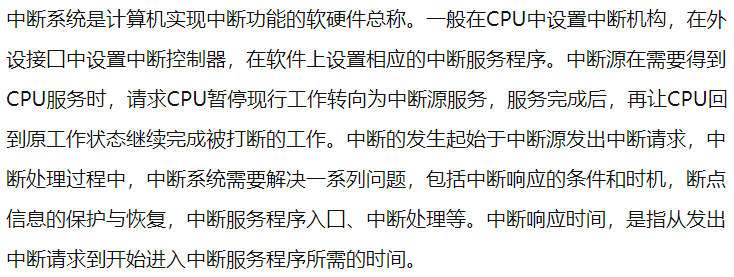 中断系统是计算机实现中断功能的软硬件总称。一般在CPU中设置中断机构，在外
设接囗中设置中断控制器，在软件上设置相应的中断服务程序。中断源在需要得到
CPU服务时，请求CPU暂停现行工作转向为中断源服务，服务完成后，再让CPU回
到原工作状态继续完成被打断的工作。中断的发生起始于中断源发出中断请求，中
断处理过程中，中断系统需要解决一系列问题，包括中断响应的条件和时机，断点
信息的保护与恢复，中断服务程序入囗、中断处理等。中断响应时间，是指从发出
中断请求到开始进入中断服务程序所需的时间。